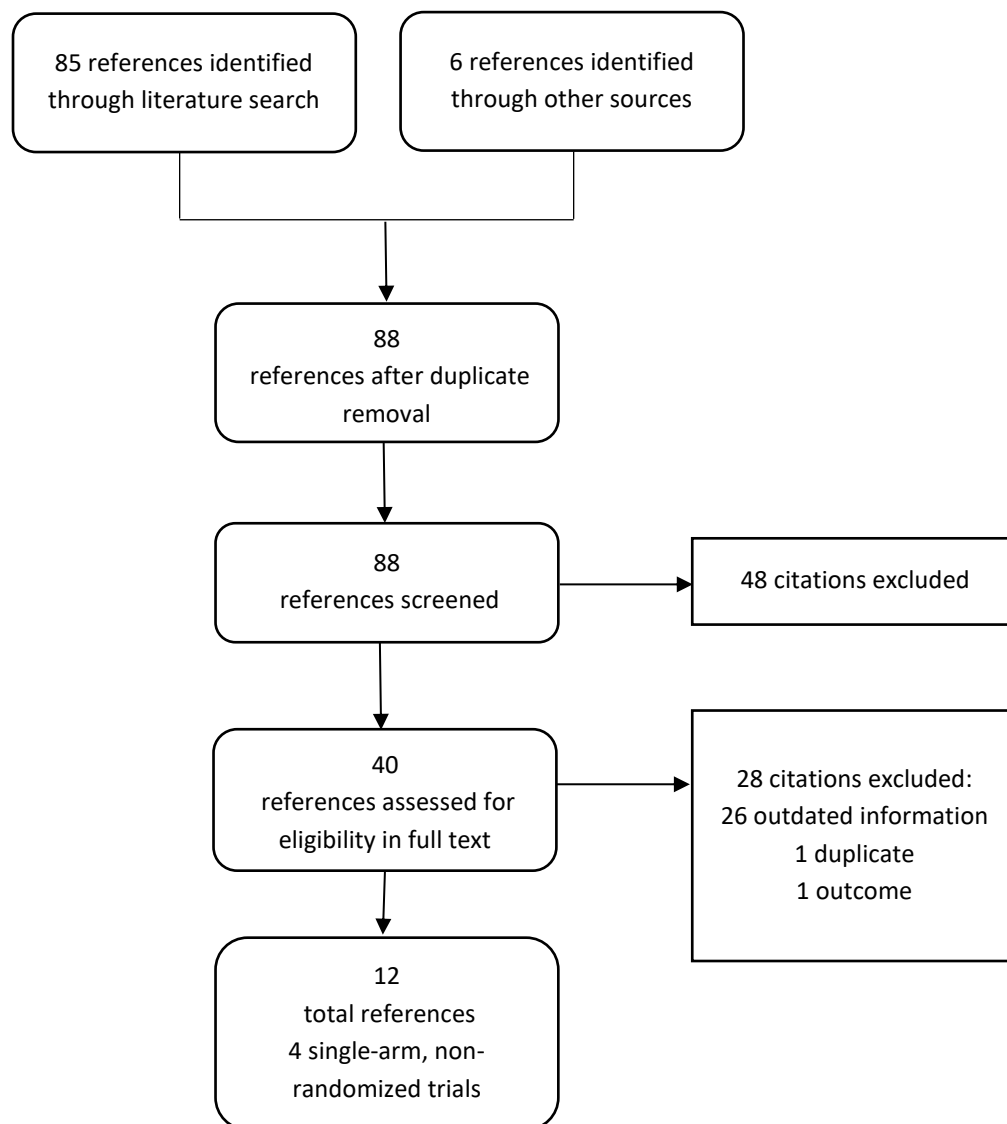 85 references identified
through literature search
6 references identified
through other sources
88
references after duplicate
removal
88
references screened
48 citations excluded
40
references assessed for
eligibility in full text
28 citations excluded:
26 outdated information
1 duplicate
1 outcome
12
total references
4 single-arm, non-
randomized trials